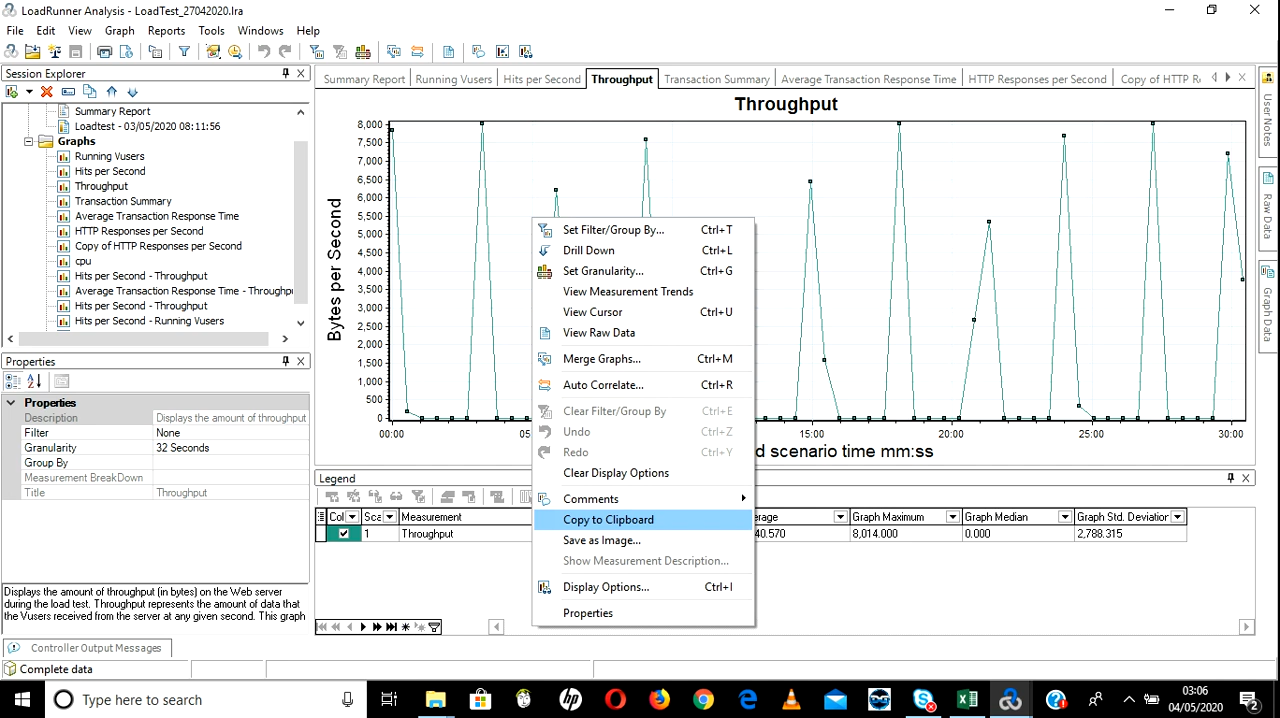 LoadRunner Analysis - LoadTest_27042020.lra
File Edit View Graph Reports Tools Windows Help
Session Explorer
Summary Report
Loadtest - 03/05/2020 08:11:56
Graphs
Running Vusers
Hits per Second
Throughput
Transaction Summary
Average Transaction Response Time
HTTP Responses per Second
Copy of HTTP Responses per Second
cpu
Hits per Second - Throughput
Average Transaction Response Time - Throughpu
Hits per Second - Throughput
Hits per Second - Running Vusers
Properties
Properties
Description Displays the amount of throughput
Filter None
Granularity 32 Seconds
Group By
Measurement BreakDown
Title Throughput
Displays the amount of throughput (in bytes) on the Web server
during the load test. Throughput represents the amount of data that
the Vusers received from the server at any given second. This graph
Controller Output Messages
Complete data
Summary Report Running Vusers Hits per Second Throughput Transaction Summary Average Transaction Response Time HTTP Responses per Second Copy of HTTP Re
Throughput
Bytes per Second
8,000
7,500
7,000
6,500
6,000
5,500
5,000
4,500
4,000
3,500
3,000
2,500
2,000
1,500
1,000
500
0
00:00 05 15:00 20:00 25:00 30:00
d scenario time mm:ss
Set Filter/Group By... Ctrl+T
Drill Down Ctrl+L
Set Granularity... Ctrl+G
View Measurement Trends
View Cursor Ctrl+U
View Raw Data
Merge Graphs... Ctrl+M
Auto Correlate... Ctrl+R
Clear Filter/Group By Ctrl+E
Undo Ctrl+Z
Redo Ctrl+Y
Clear Display Options
Comments
Copy to Clipboard
Save as Image...
Show Measurement Description...
Display Options... Ctrl+I
Properties
Legend
Col Sca Measurement erage Graph Maximum Graph Median Graph Std. Deviation
1 Throughput 40.570 8,014.000 0.000 2,788.315
User Notes
Raw Data
Graph Data
Type here to search
03:06
04/05/2020
2